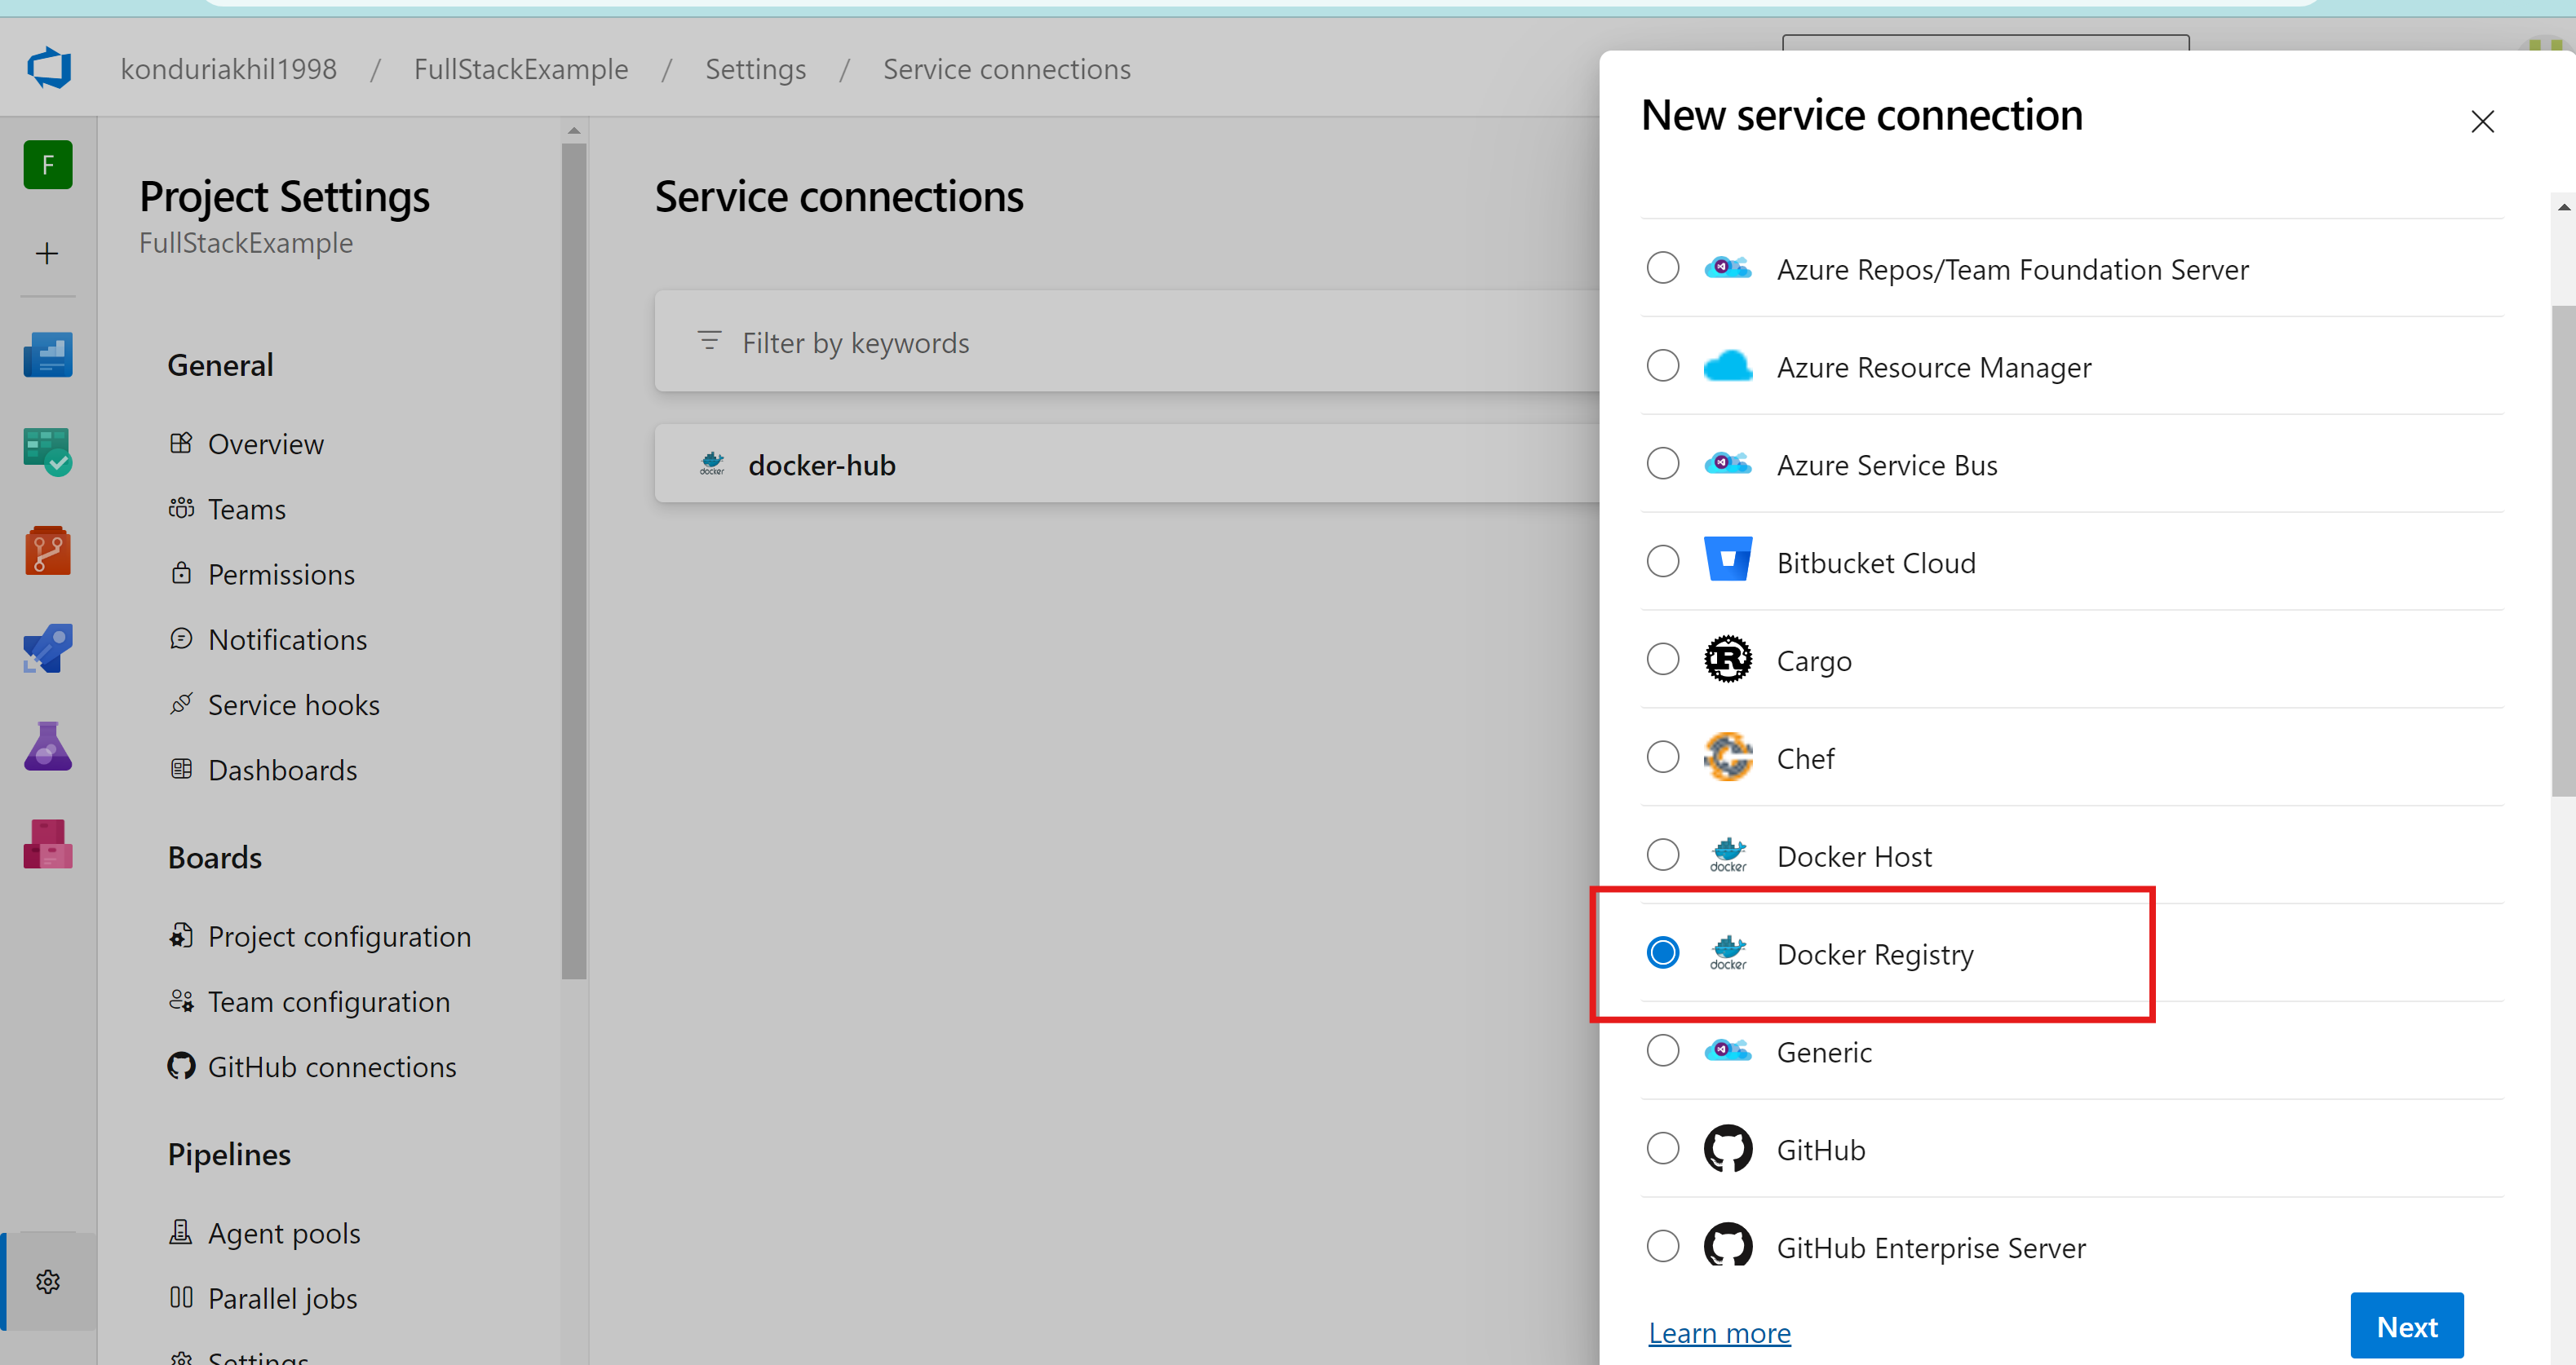 konduriakhil1998 / FullStackExample / Settings / Service connections
F
Project Settings
FullStackExample
General
Overview
Teams
Permissions
Notifications
Service hooks
Dashboards
Boards
Project configuration
Team configuration
GitHub connections
Pipelines
Agent pools
Parallel jobs
Settings
Service connections
Filter by keywords
docker
docker-hub
New service connection
Azure Repos/Team Foundation Server
Azure Resource Manager
Azure Service Bus
Bitbucket Cloud
Cargo
Chef
docker
Docker Host
docker
Docker Registry
Generic
GitHub
GitHub Enterprise Server
Learn more
Next